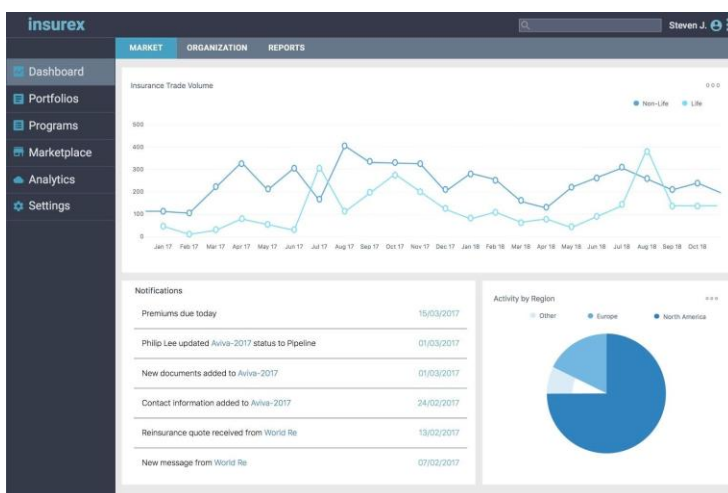 insurex
Steven J.
MARKET ORGANIZATION REPORTS
Dashboard
Portfolios
Programs
Marketplace
Analytics
Settings
Insurance Trade Volume
Non-Life Life
500
400
300
200
100
0
Jan 17 Feb 17 Mar 17 Apr 17 May 17 Jun 17 Jul 17 Aug 17 Sep 17 Oct 17 Nov 17 Dec 17 Jan 18 Feb 18 Mar 18 Apr 18 May 18 Jun 18 Jul 18 Aug 18 Sep 18 Oct 18
Notifications
Premiums due today 15/03/2017
Philip Lee updated Aviva-2017 status to Pipeline 01/03/2017
New documents added to Aviva-2017 01/03/2017
Contact information added to Aviva-2017 24/02/2017
Reinsurance quote received from World Re 13/02/2017
New message from World Re 07/02/2017
Activity by Region
Other Europe North America